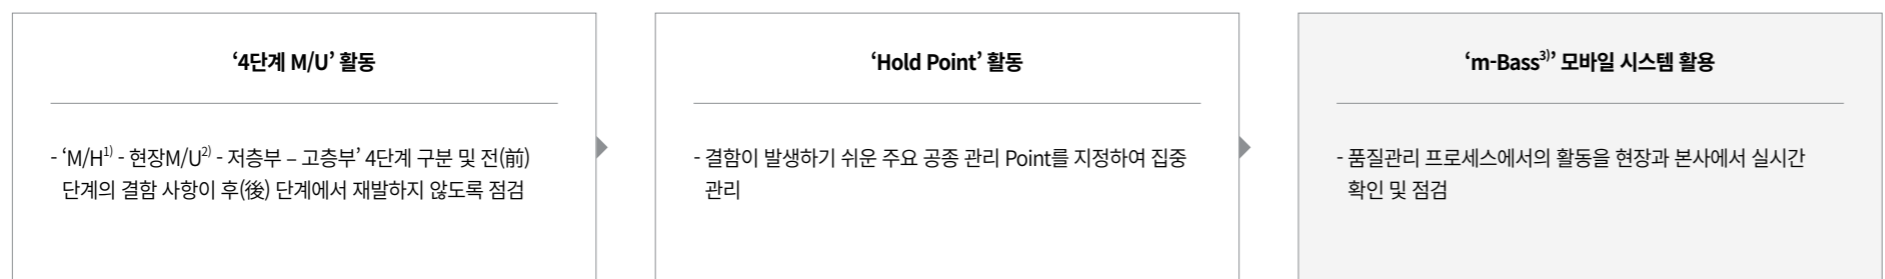 ‘4단계 M/U’ 활동
- ‘M/H1) - 현장M/U2) - 저층부 – 고층부’ 4단계 구분 및 전(前)
단계의 결함 사항이 후(後) 단계에서 재발하지 않도록 점검
‘Hold Point’ 활동
- 결함이 발생하기 쉬운 주요 공종 관리 Point를 지정하여 집중
관리
‘m-Bass3)’ 모바일 시스템 활용
- 품질관리 프로세스에서의 활동을 현장과 본사에서 실시간
확인 및 점검